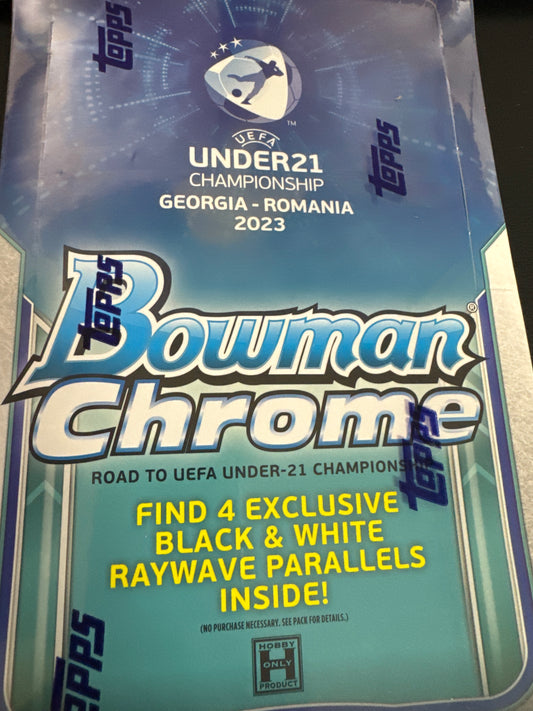 topps
topps
UEFA
UNDER21
CHAMPIONSHIP
GEORGIA - ROMANIA
2023
TM
topps
Bowman®
Chrome
topps
ROAD TO UEFA UNDER-21
FIND 4 EXCLUSIVE
BLACK & WHITE
RAYWAVE PARALLELS
INSIDE!
(NO PURCHASE NECESSARY. SEE PACK FOR DETAILS.)
HOBBY
H
ONLY
PRODUCT
topps